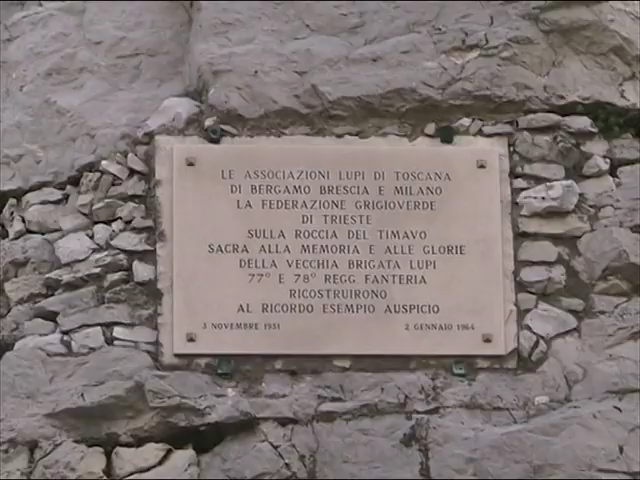 LE ASSOCIAZIONI LUPI DI TOSCANA
DI BERGAMO BRESCIA E MILANO
LA FEDERAZIONE GRIGIOVERDE
DI TRIESTE
SULLA ROCCIA DEL TIMAVO
SACRA ALLA MEMORIA E ALLE GLORIE
DELLA VECCHIA BRIGATA LUPI
77° E 78° REGG. FANTERIA
RICOSTRUIRONO
AL RICORDO ESEMPIO AUSPICIO
3 NOVEMBRE 1951 2 GENNAIO 1964